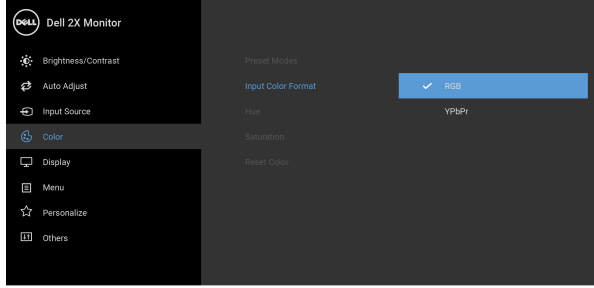 DELL
Dell 2X Monitor
Brightness/Contrast
Auto Adjust
Input Source
Color
Display
Menu
Personalize
Others
Preset Modes
Input Color Format
Hue
Saturation
Reset Color
RGB
YPbPr